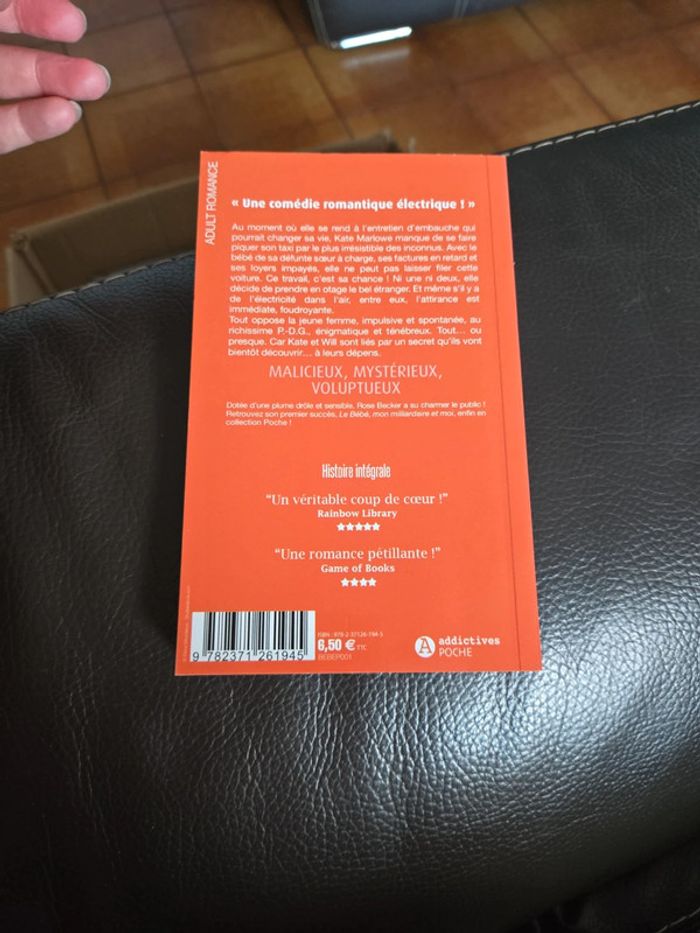 ADULT ROMANCE
« Une comédie romantique électrique ! »
Au moment où elle se rend à l'entretien d'embauche qui
pourrait changer sa vie, Kate Marlowe manque de se faire
piquer son taxi par le plus irrésistible des inconnus. Avec le
bébé de sa défunte sœur à charge, ses factures en retard et
ses loyers impayés, elle ne peut pas laisser filer cette
voiture. Ce travail, c'est sa chance ! Ni une ni deux, elle
décide de prendre en otage le bel étranger. Et même s'il y a
de l'électricité dans l'air, entre eux, l'attirance est
immédiate, foudroyante.
Tout oppose la jeune femme, impulsive et spontanée, au
richissime P.-D.G., énigmatique et ténébreux. Tout… ou
presque. Car Kate et Will sont liés par un secret qu'ils vont
bientôt découvrir… à leurs dépens.
MALICIEUX, MYSTÉRIEUX,
VOLUPTUEUX
Dotée d'une plume drôle et sensible, Rose Becker a su charmer le public !
Retrouvez son premier succès, Le Bébé, mon milliardaire et moi, enfin en
collection Poche !
Histoire intégrale
"Un véritable coup de cœur !"
Rainbow Library
"Une romance pétillante !"
Game of Books
ISBN : 978-2-37126-194-5
6,50 € TTC
BEBEP001
9 782371 261945
A addictives
POCHE